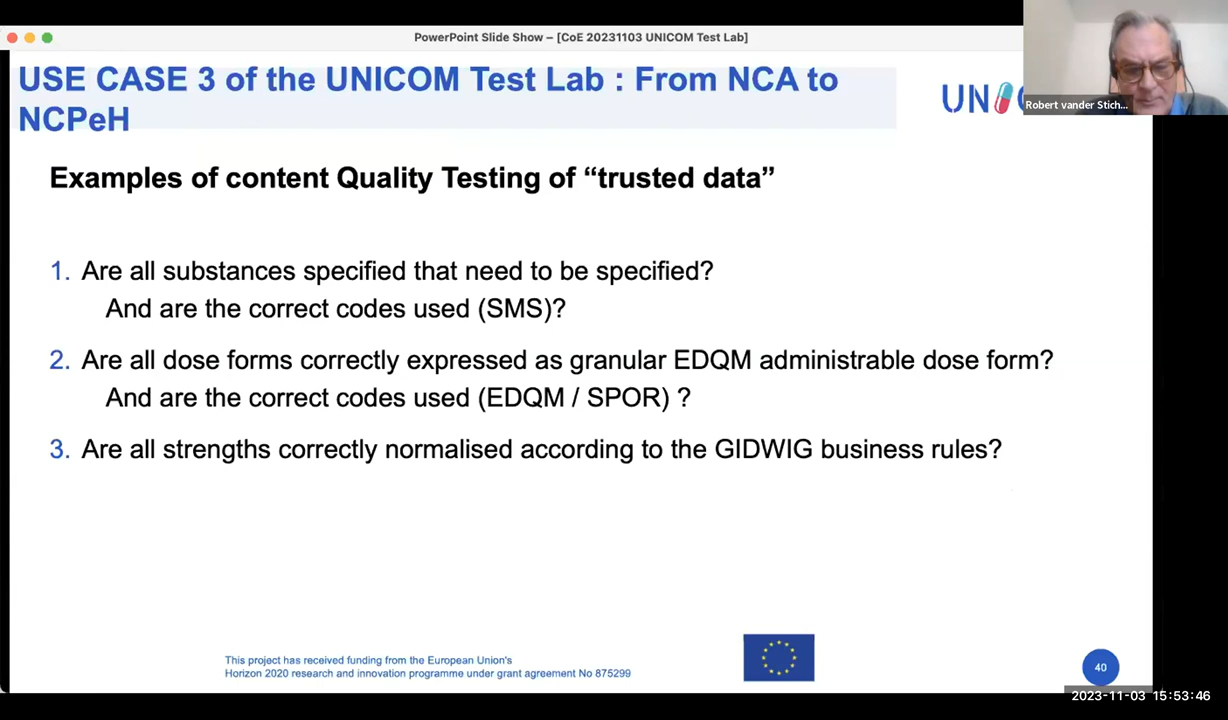 PowerPoint Slide Show – [CoE 20231103 UNICOM Test Lab]
USE CASE 3 of the UNICOM Test Lab : From NCA to
NCPeH
UN
Robert vander Stich...
Examples of content Quality Testing of “trusted data”
1. Are all substances specified that need to be specified?
And are the correct codes used (SMS)?
2. Are all dose forms correctly expressed as granular EDQM administrable dose form?
And are the correct codes used (EDQM / SPOR) ?
3. Are all strengths correctly normalised according to the GIDWIG business rules?
This project has received funding from the European Union's
Horizon 2020 research and innovation programme under grant agreement No 875299
40
2023-11-03 15:53:46